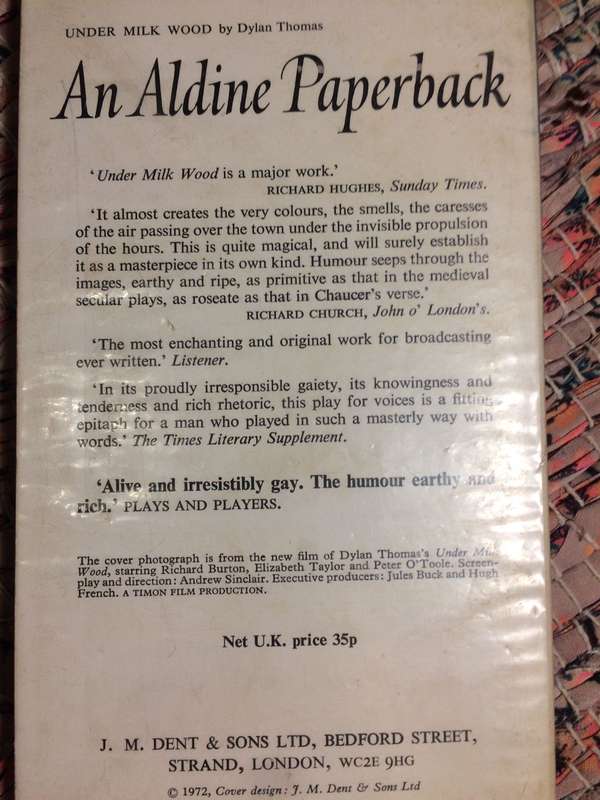 UNDER MILK WOOD by Dylan Thomas
An Aldine Paperback
'Under Milk Wood is a major work.'
RICHARD HUGHES, Sunday Times.
'It almost creates the very colours, the smells, the caresses
of the air passing over the town under the invisible propulsion
of the hours. This is quite magical, and will surely establish
it as a masterpiece in its own kind. Humour seeps through the
images, earthy and ripe, as primitive as that in the medieval
secular plays, as roseate as that in Chaucer's verse.'
RICHARD CHURCH, John o' London's.
'The most enchanting and original work for broadcasting
ever written.' Listener.
'In its proudly irresponsible gaiety, its knowingness and
tenderness and rich rhetoric, this play for voices is a fitting
epitaph for a man who played in such a masterly way with
words.' The Times Literary Supplement.
'Alive and irresistibly gay. The humour earthy and
rich.' PLAYS AND PLAYERS.
The cover photograph is from the new film of Dylan Thomas's Under Milk
Wood, starring Richard Burton, Elizabeth Taylor and Peter O'Toole. Screen-
play and direction: Andrew Sinclair. Executive producers: Jules Buck and Hugh
French. A TIMON FILM PRODUCTION.
Net U.K. price 35p
J. M. DENT & SONS LTD, BEDFORD STREET,
STRAND, LONDON, WC2E 9HG
© 1972, Cover design: J. M. Dent & Sons Ltd